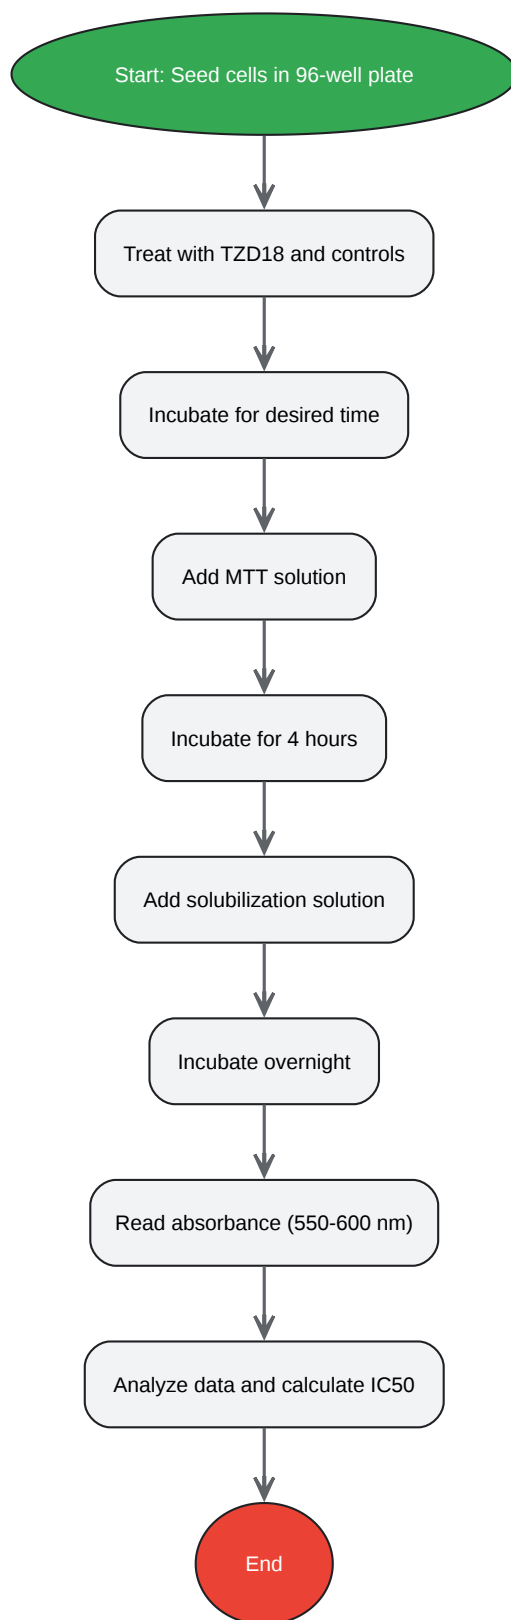 Start: Seed cells in 96-well plate
Treat with TZD18 and controls
Incubate for desired time
Add MTT solution
Incubate for 4 hours
Add solubilization solution
Incubate overnight
Read absorbance (550-600 nm)
Analyze data and calculate IC50
End